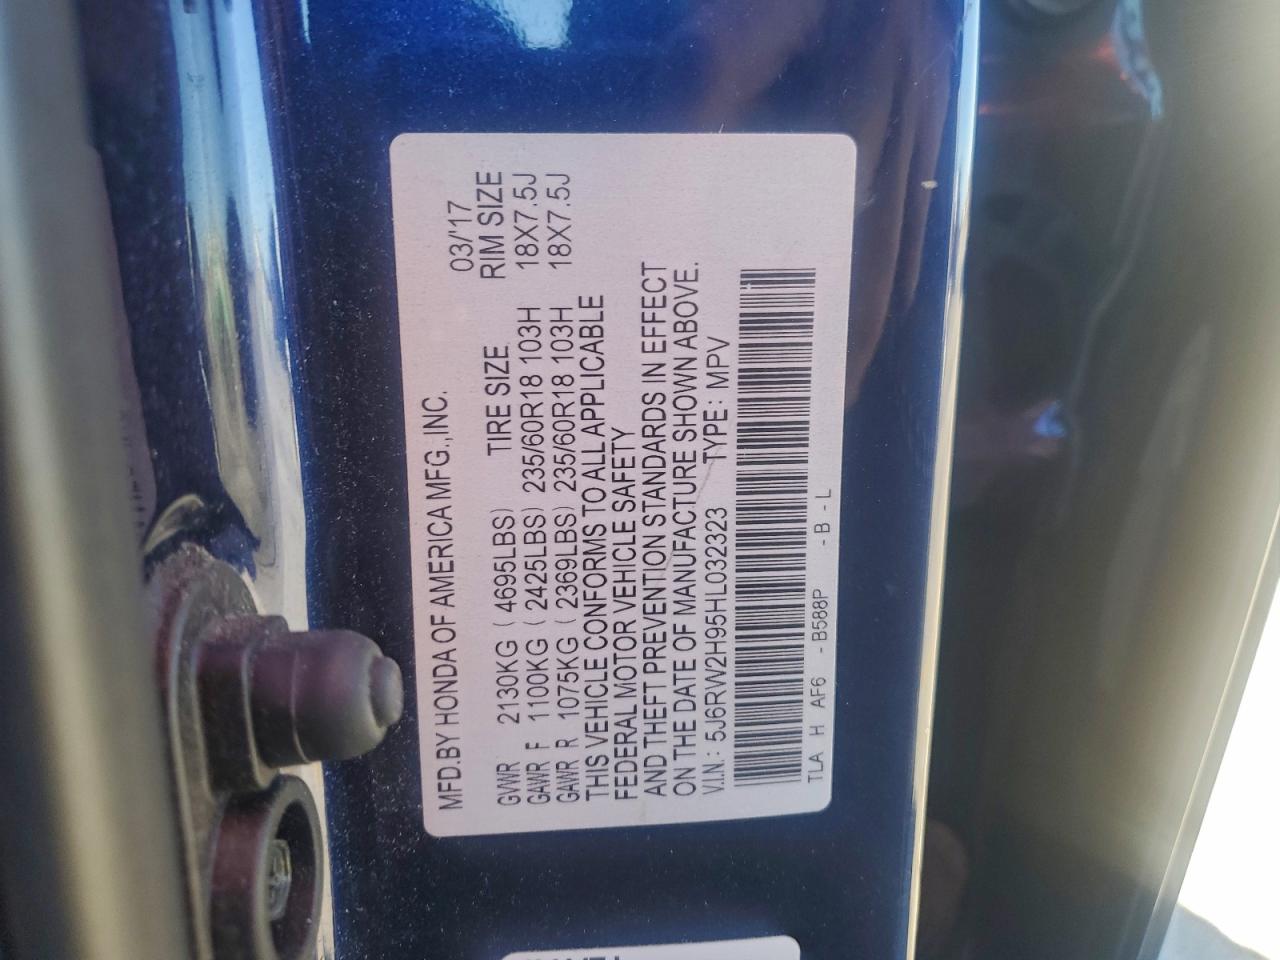 MFD.BY HONDA OF AMERICA MFG.,INC. 03/'17
TIRE SIZE RIM SIZE
GVWR 2130KG ( 4695LBS)
GAWR F 1100KG ( 2425LBS) 235/60R18 103H 18X7.5J
GAWR R 1075KG ( 2369LBS) 235/60R18 103H 18X7.5J
THIS VEHICLE CONFORMS TO ALL APPLICABLE
FEDERAL MOTOR VEHICLE SAFETY
AND THEFT PREVENTION STANDARDS IN EFFECT
ON THE DATE OF MANUFACTURE SHOWN ABOVE.
V.I.N.: 5J6RW2H95HL032323 TYPE: MPV
TLA H AF6 -B588P -B-L